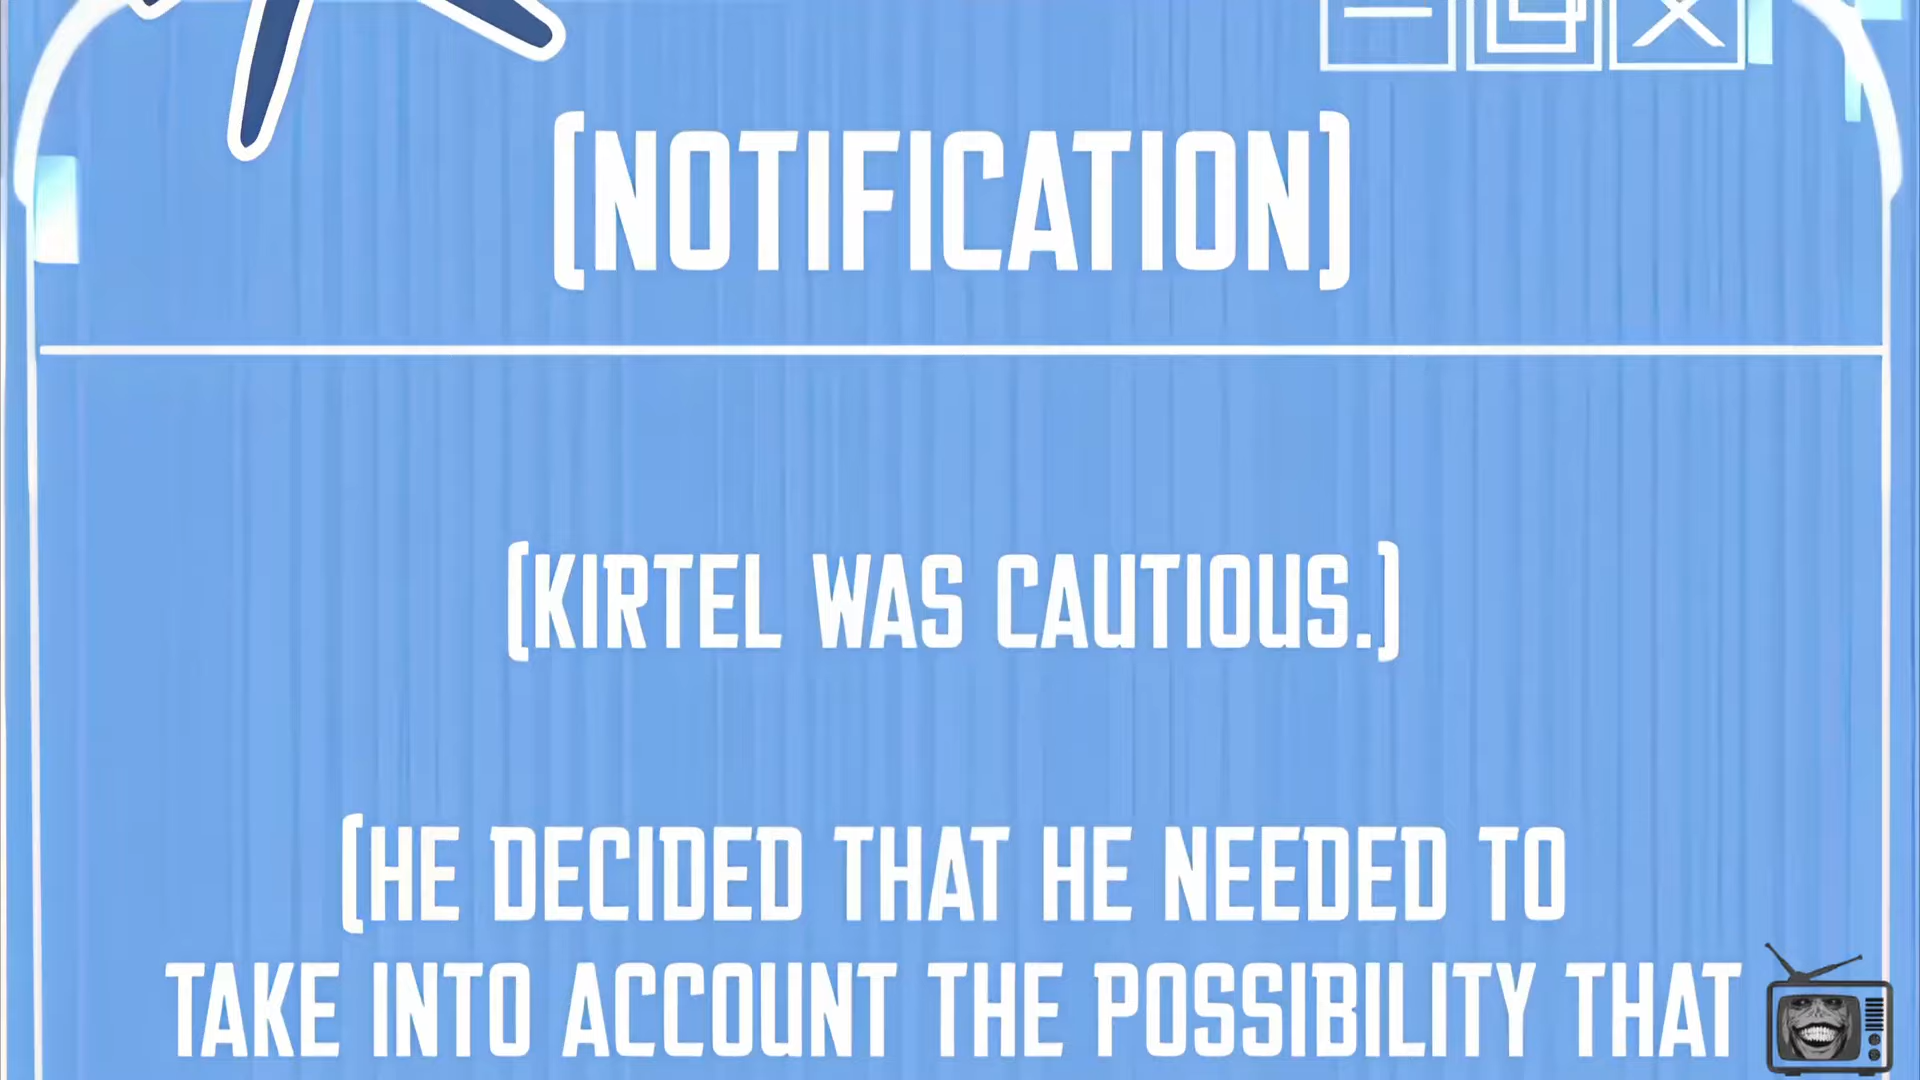 [NOTIFICATION]
[KIRTEL WAS CAUTIOUS.]
[HE DECIDED THAT HE NEEDED TO
TAKE INTO ACCOUNT THE POSSIBILITY THAT